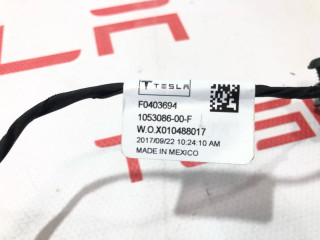 TESLA
F0403694
1053086-00-F
W.O.X010488017
2017/09/22 10:24:10 AM
MADE IN MEXICO